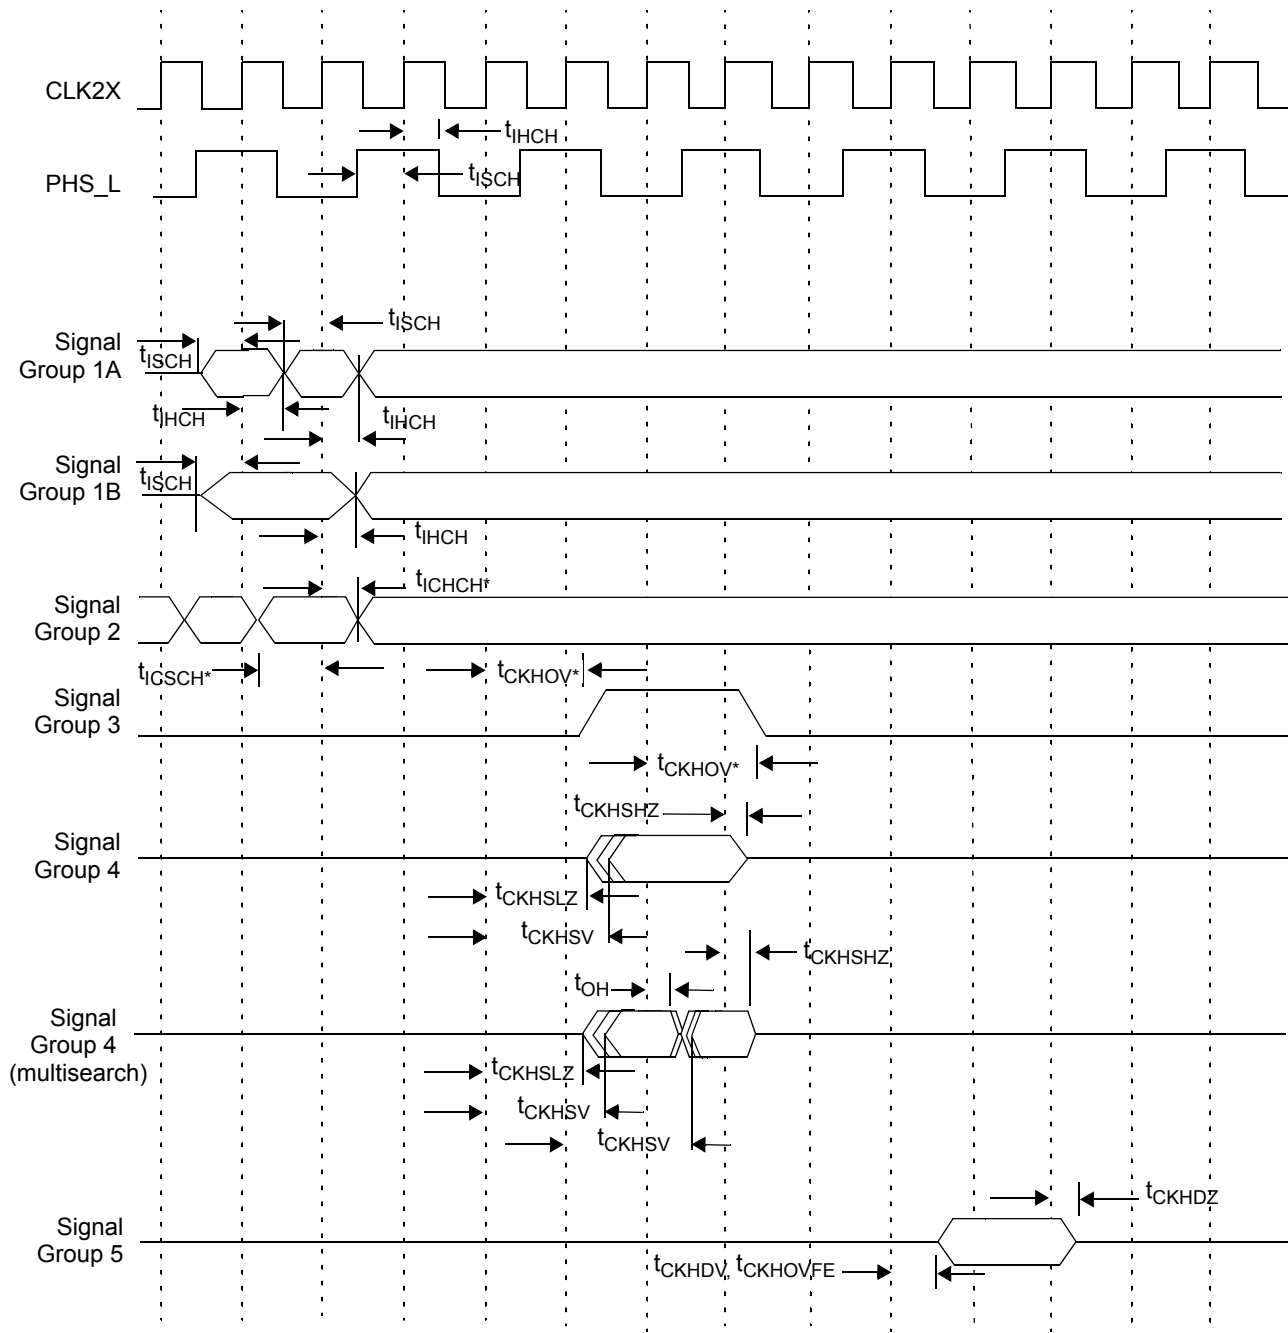 CLK2X
tIHCH
PHS_L
tISCH
tISCH
Signal
Group 1A
tISCH
tIHCH
tIHCH
Signal
Group 1B
tISCH
tIHCH
tICHCH*
Signal
Group 2
tICSCH*
tCKHOV*
Signal
Group 3
tCKHOV*
tCKHSHZ
Signal
Group 4
tCKHSLZ
tCKHSV
tCKHSHZ
tOH
Signal
Group 4
(multisearch)
tCKHSLZ
tCKHSV
tCKHSV
tCKHDZ
Signal
Group 5
tCKHDV, tCKHOVFE